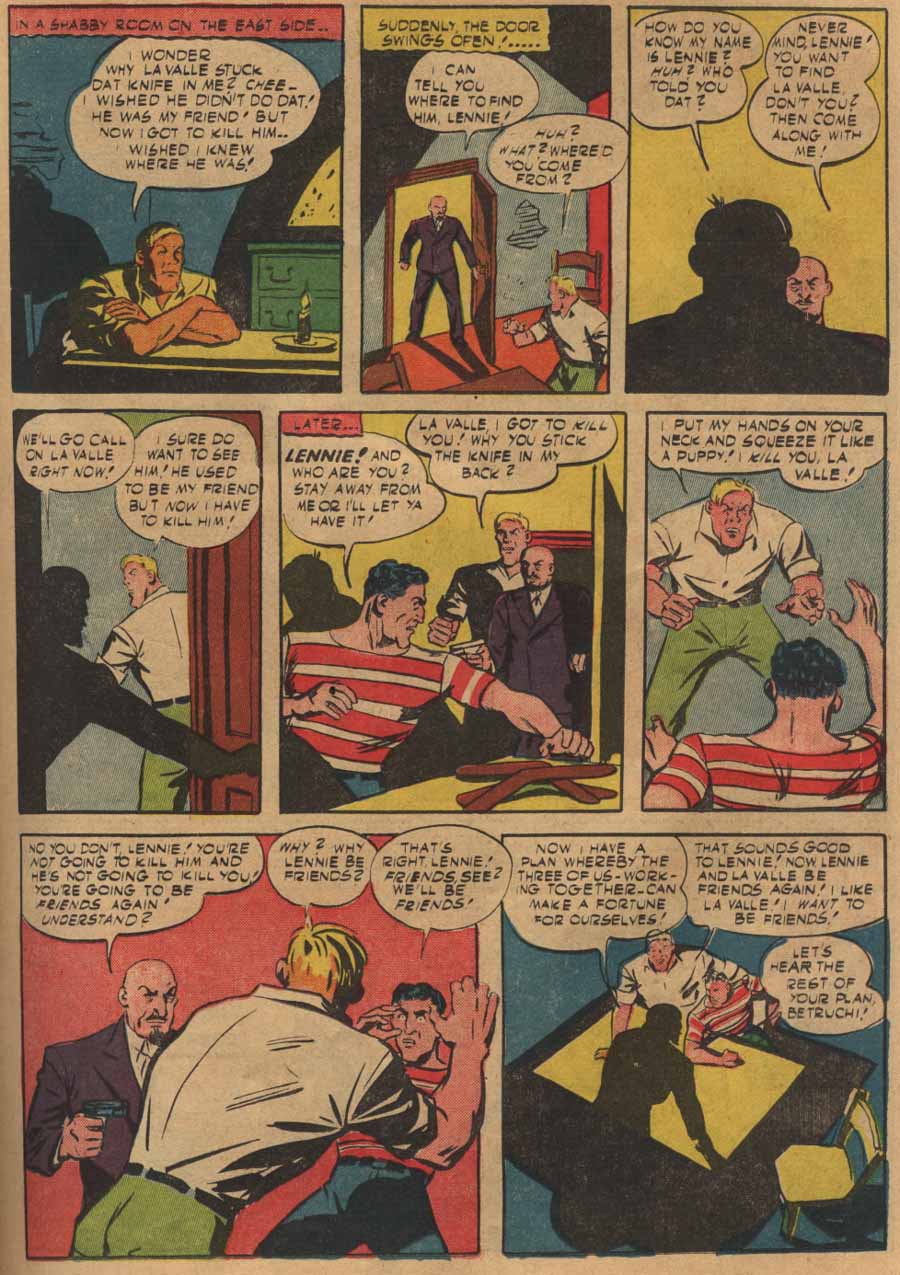 IN A SHABBY ROOM ON THE EAST SIDE..
I WONDER
WHY LAVALLE STUCK
DAT KNIFE IN ME? CHEE-
I WISHED HE DIDN'T DO DAT!
HE WAS MY FRIEND! BUT
NOW I GOT TO KILL HIM--
I WISHED I KNEW
WHERE HE WAS!
SUDDENLY, THE DOOR
SWINGS OPEN!.....
I CAN
TELL YOU
WHERE TO FIND
HIM, LENNIE!
HUH?
WHAT? WHERE'D
YOU COME
FROM?
HOW DO YOU
KNOW MY NAME
IS LENNIE?
HUH? WHO
TOLD YOU
DAT?
NEVER
MIND, LENNIE!
YOU WANT
TO FIND
LA VALLE,
DON'T YOU?
THEN COME
ALONG WITH
ME!
WE'LL GO CALL
ON LA VALLE
RIGHT NOW!
I SURE DO
WANT TO SEE
HIM! HE USED
TO BE MY FRIEND
BUT NOW I HAVE
TO KILL HIM!
LATER...
LENNIE! AND
WHO ARE YOU?
STAY AWAY FROM
ME OR I'LL LET YA
HAVE IT!
LA VALLE, I GOT TO KILL
YOU! WHY YOU STICK
THE KNIFE IN MY
BACK?
I PUT MY HANDS ON YOUR
NECK AND SQUEEZE IT LIKE
A PUPPY! I KILL YOU, LA
VALLE!
NO YOU DON'T, LENNIE! YOU'RE
NOT GOING TO KILL HIM AND
HE'S NOT GOING TO KILL YOU!
YOU'RE GOING TO BE
FRIENDS AGAIN!
UNDERSTAND?
WHY? WHY
LENNIE BE
FRIENDS?
THAT'S
RIGHT, LENNIE!
FRIENDS, SEE?
WE'LL BE
FRIENDS!
NOW I HAVE A
PLAN WHEREBY THE
THREE OF US-WORK-
ING TOGETHER-CAN
MAKE A FORTUNE
FOR OURSELVES!
THAT SOUNDS GOOD
TO LENNIE! NOW LENNIE
AND LA VALLE BE
FRIENDS AGAIN! I LIKE
LA VALLE! I WANT TO
BE FRIENDS!
LET'S
HEAR THE
REST OF
YOUR PLAN,
BETRUCHI!